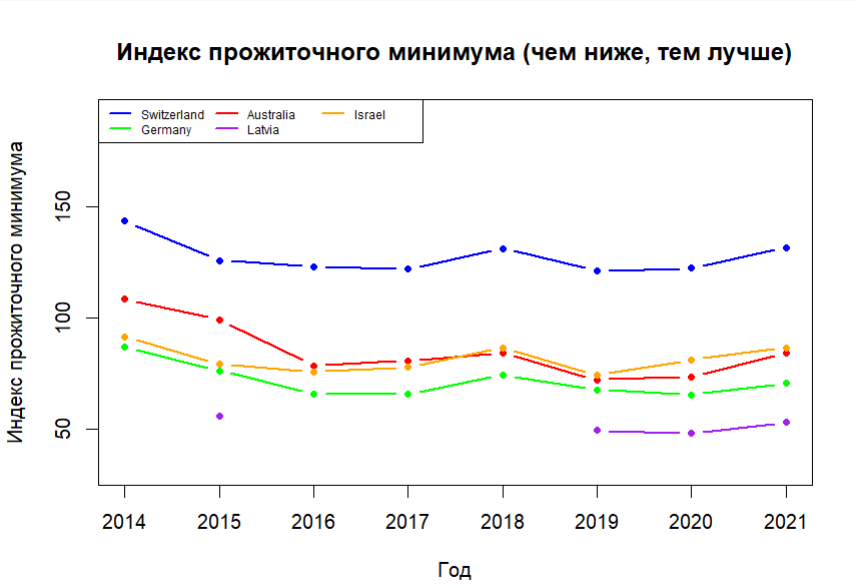 Индекс прожиточного минимума (чем ниже, тем лучше)
Switzerland Australia Israel
Germany Latvia
Индекс прожиточного минимума
150
100
50
2014 2015 2016 2017 2018 2019 2020 2021
Год